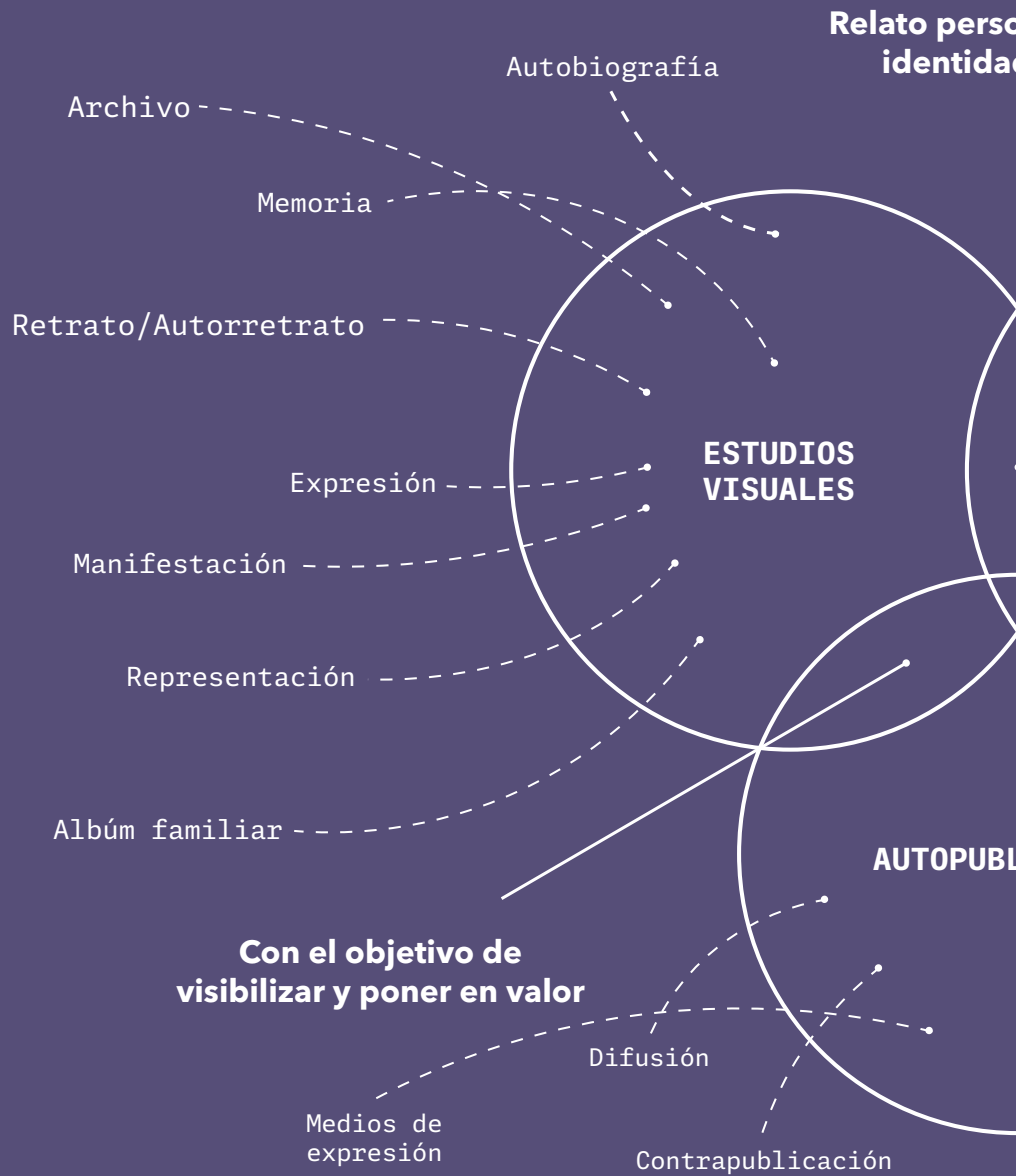 Relato perso
identidad
Autobiografía
Archivo
Memoria
Retrato/Autorretrato
ESTUDIOS
VISUALES
Expresión
Manifestación
Representación
Albúm familiar
AUTOPUBL
Con el objetivo de
visibilizar y poner en valor
Difusión
Medios de
expresión
Contrapublicación